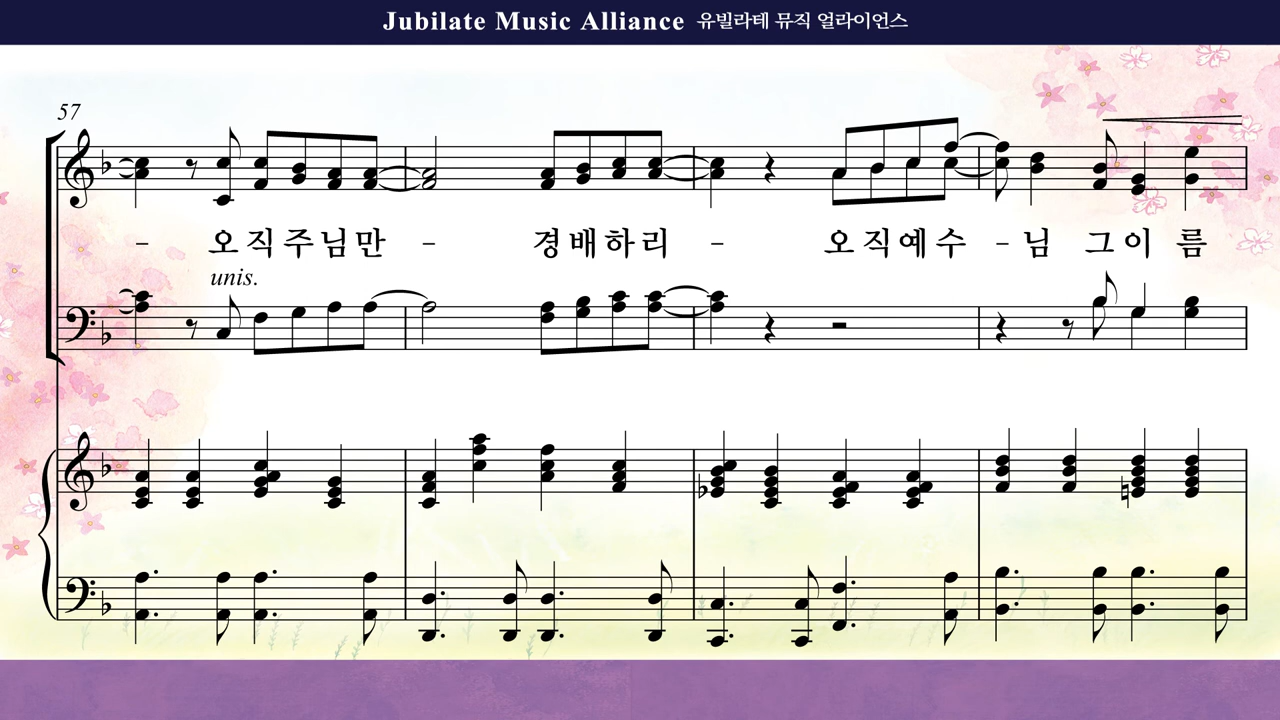 Jubilate Music Alliance 유빌라테 뮤직 얼라이언스
57
- 오직주님만 - 경배하리 - 오직예수 - 님 그이 름
unis.